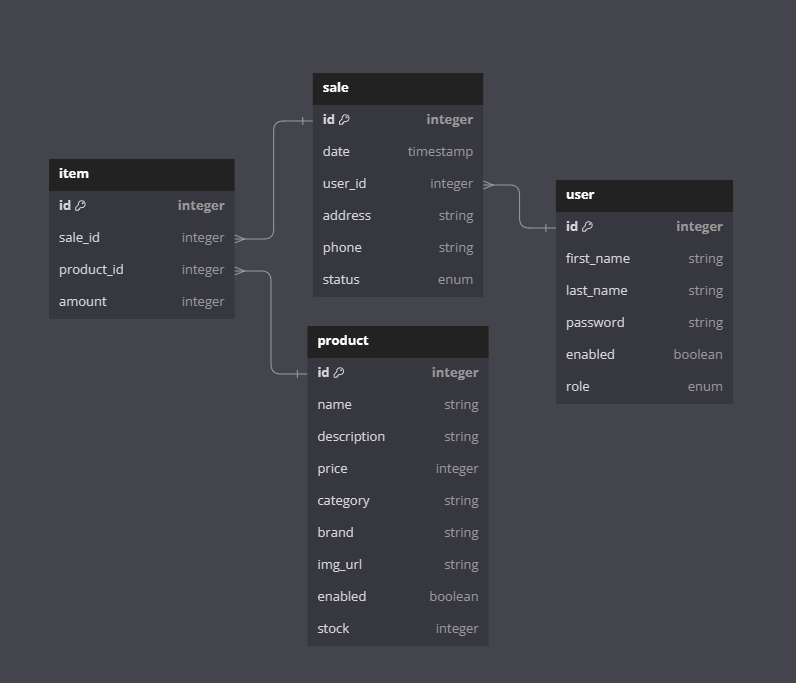 sale
id integer
date timestamp
user_id integer
address string
phone string
status enum
item
id integer
sale_id integer
product_id integer
amount integer
user
id integer
first_name string
last_name string
password string
enabled boolean
role enum
product
id integer
name string
description string
price integer
category string
brand string
img_url string
enabled boolean
stock integer